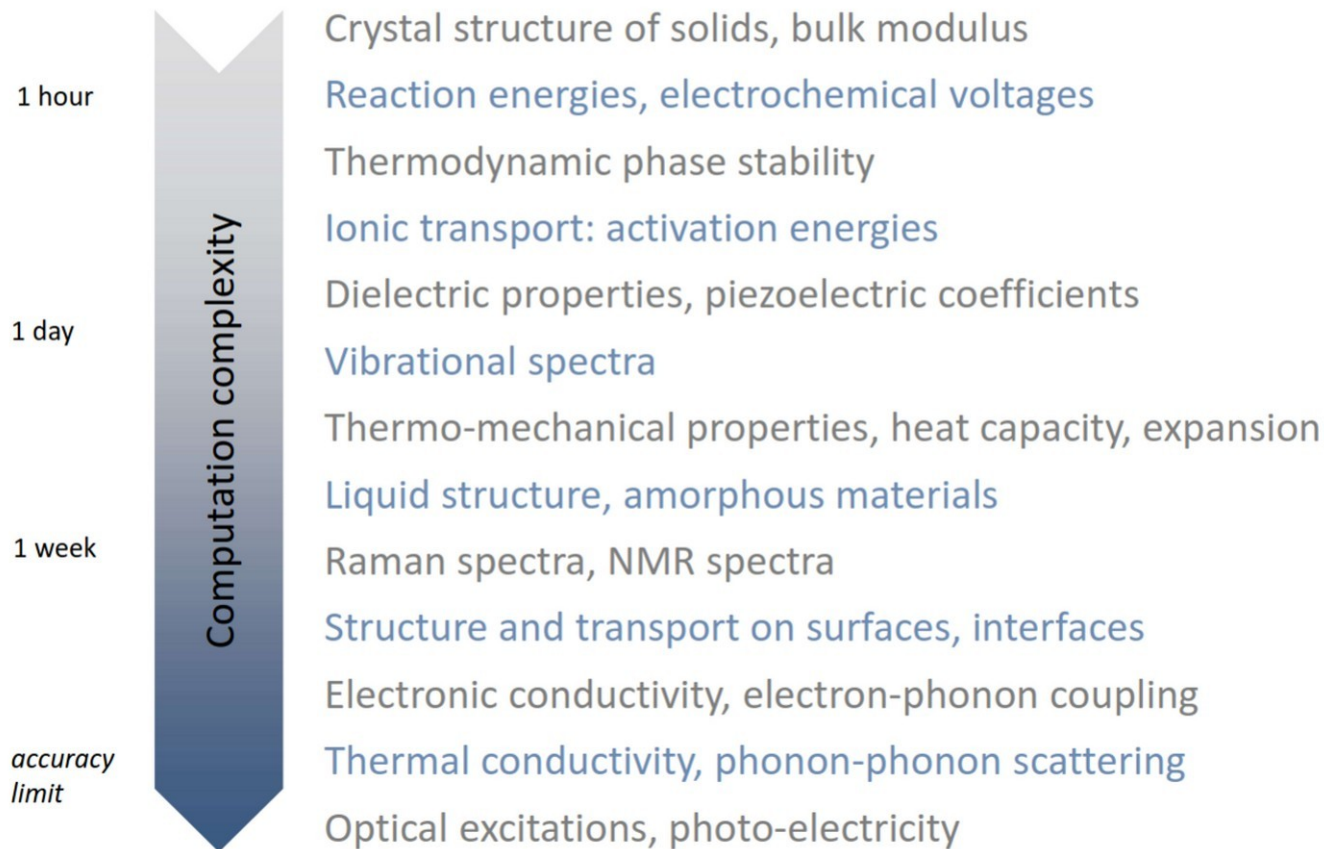 Crystal structure of solids, bulk modulus
1 hour
Reaction energies, electrochemical voltages
Thermodynamic phase stability
Ionic transport: activation energies
Dielectric properties, piezoelectric coefficients
1 day
Vibrational spectra
Thermo-mechanical properties, heat capacity, expansion
Computation complexity
Liquid structure, amorphous materials
1 week
Raman spectra, NMR spectra
Structure and transport on surfaces, interfaces
Electronic conductivity, electron-phonon coupling
accuracy
limit
Thermal conductivity, phonon-phonon scattering
Optical excitations, photo-electricity